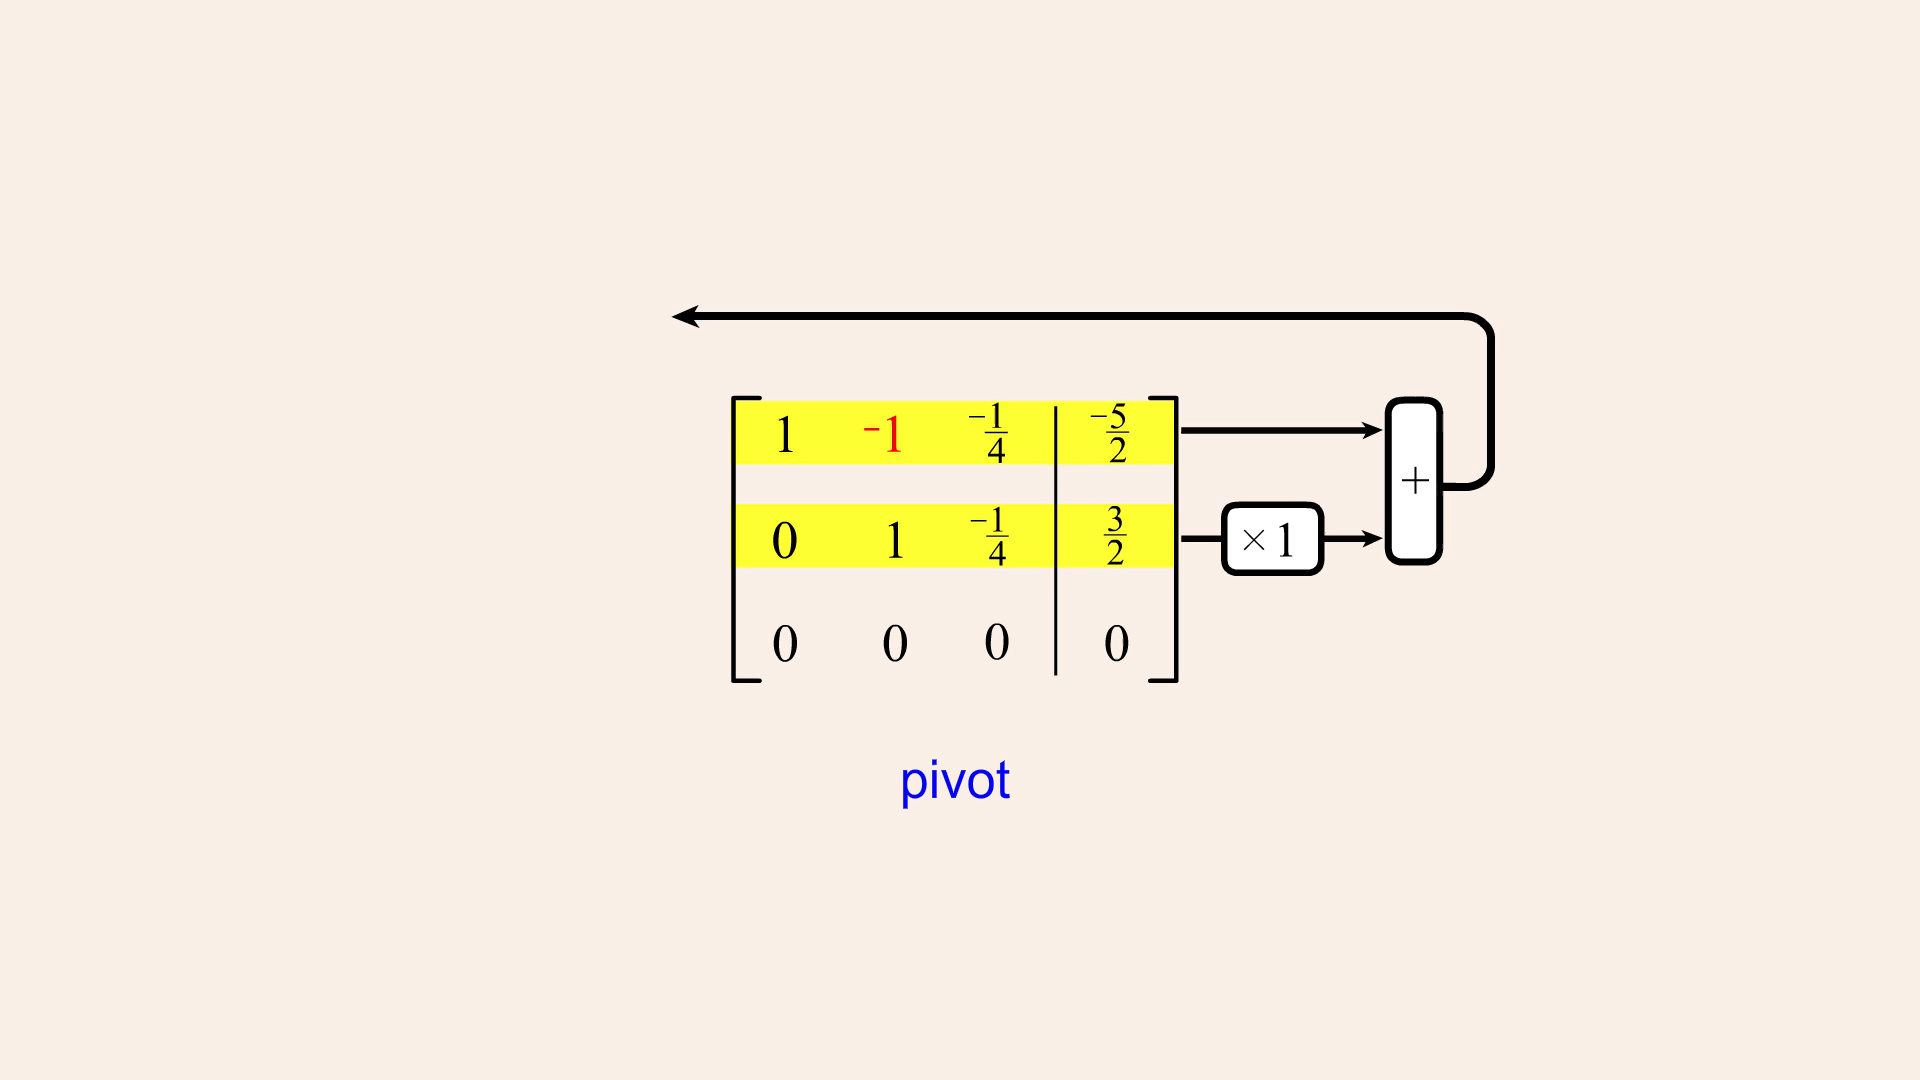 1 −1 −1/4 −5/2
0 1 −1/4 3/2 × 1 +
0 0 0 0
pivot